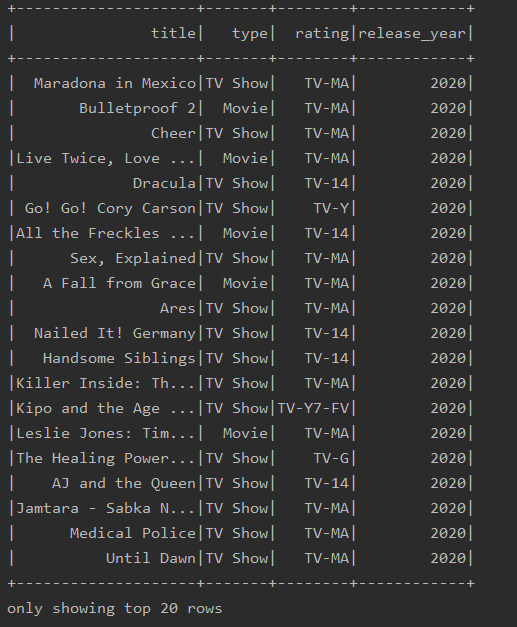 +--------------------+-------+--------+------------+
|               title|   type|  rating|release_year|
+--------------------+-------+--------+------------+
|  Maradona in Mexico|TV Show|   TV-MA|        2020|
|       Bulletproof 2|  Movie|   TV-MA|        2020|
|               Cheer|TV Show|   TV-MA|        2020|
|Live Twice, Love ...|  Movie|   TV-MA|        2020|
|             Dracula|TV Show|   TV-14|        2020|
| Go! Go! Cory Carson|TV Show|    TV-Y|        2020|
|All the Freckles ...|  Movie|   TV-14|        2020|
|      Sex, Explained|TV Show|   TV-MA|        2020|
|   A Fall from Grace|  Movie|   TV-MA|        2020|
|                Ares|TV Show|   TV-MA|        2020|
|  Nailed It! Germany|TV Show|   TV-14|        2020|
|   Handsome Siblings|TV Show|   TV-14|        2020|
|Killer Inside: Th...|TV Show|   TV-MA|        2020|
|Kipo and the Age ...|TV Show|TV-Y7-FV|        2020|
|Leslie Jones: Tim...|  Movie|   TV-MA|        2020|
|The Healing Power...|TV Show|    TV-G|        2020|
|    AJ and the Queen|TV Show|   TV-14|        2020|
|Jamtara - Sabka N...|TV Show|   TV-MA|        2020|
|      Medical Police|TV Show|   TV-MA|        2020|
|          Until Dawn|TV Show|   TV-MA|        2020|
+--------------------+-------+--------+------------+
only showing top 20 rows